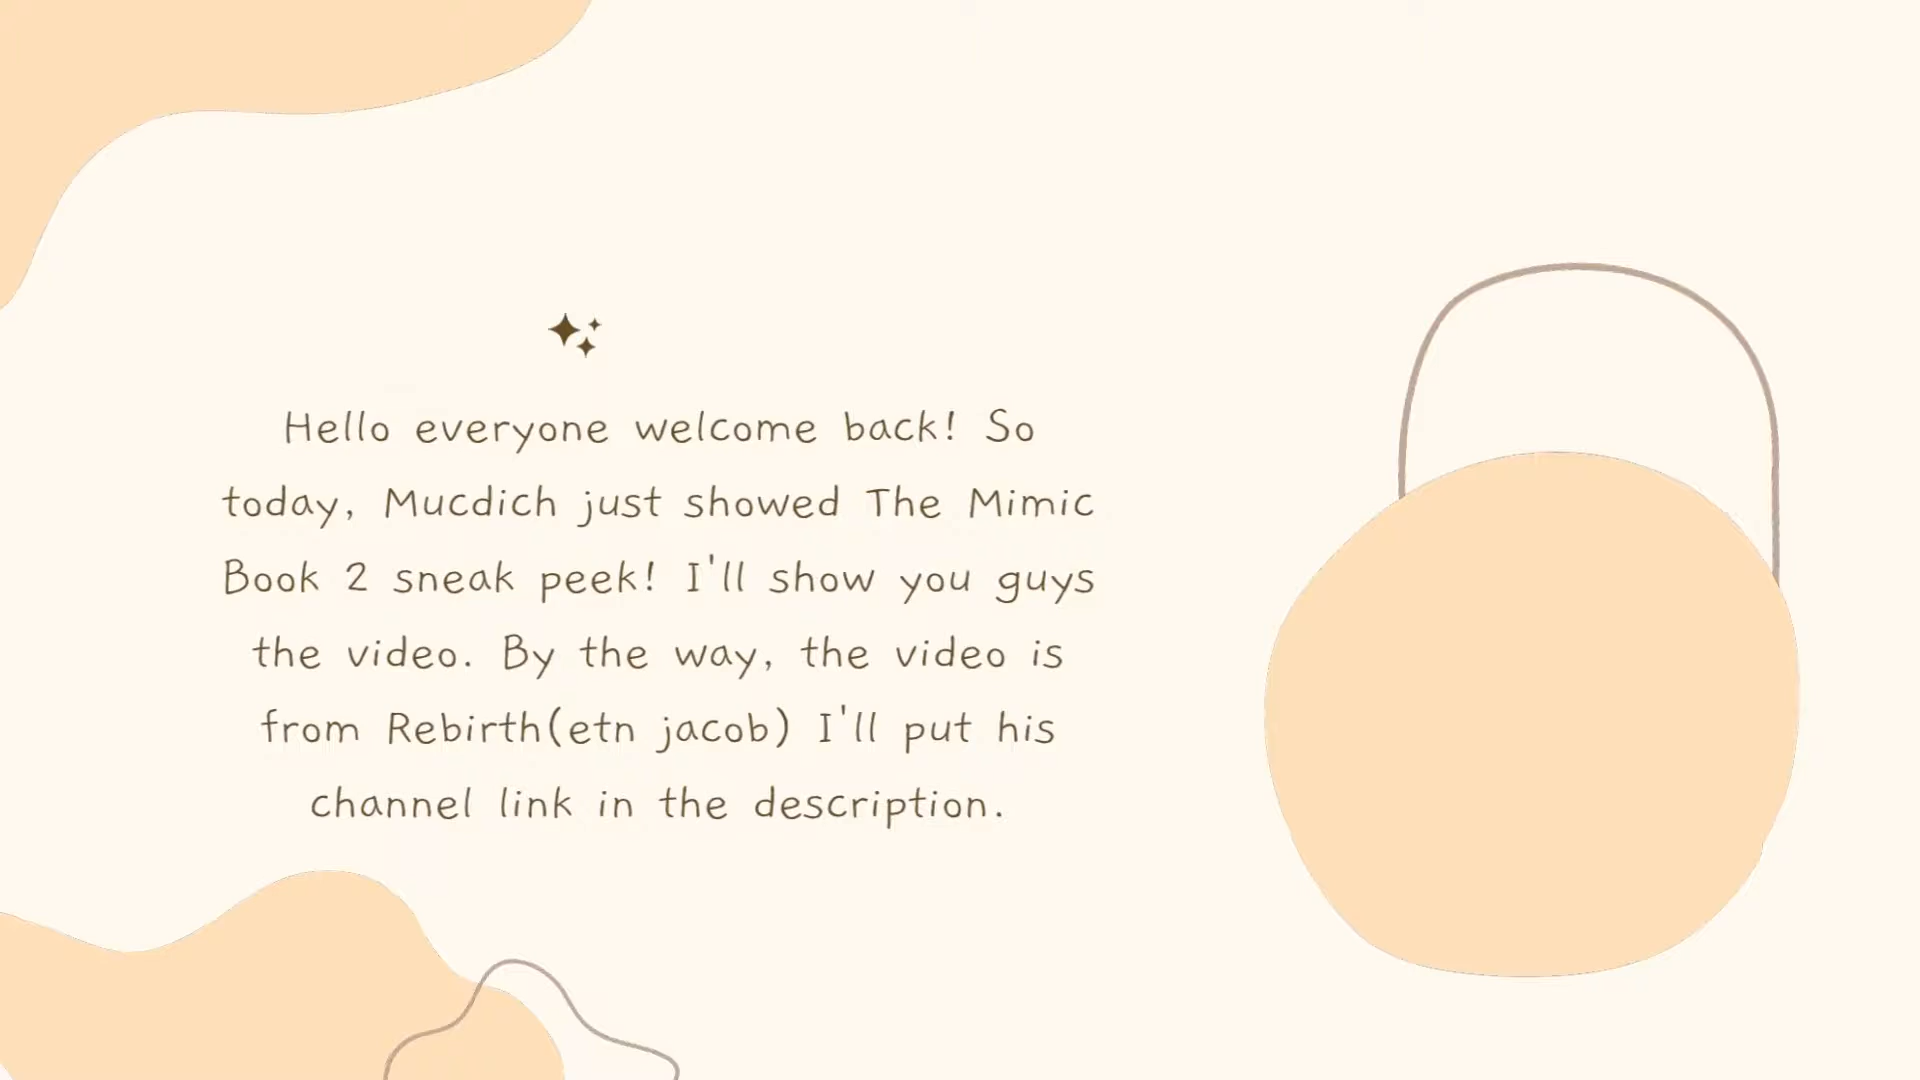 Hello everyone welcome back! So
today, Mucdich just showed The Mimic
Book 2 sneak peek! I'll show you guys
the video. By the way, the video is
from Rebirth(etn jacob) I'll put his
channel link in the description.